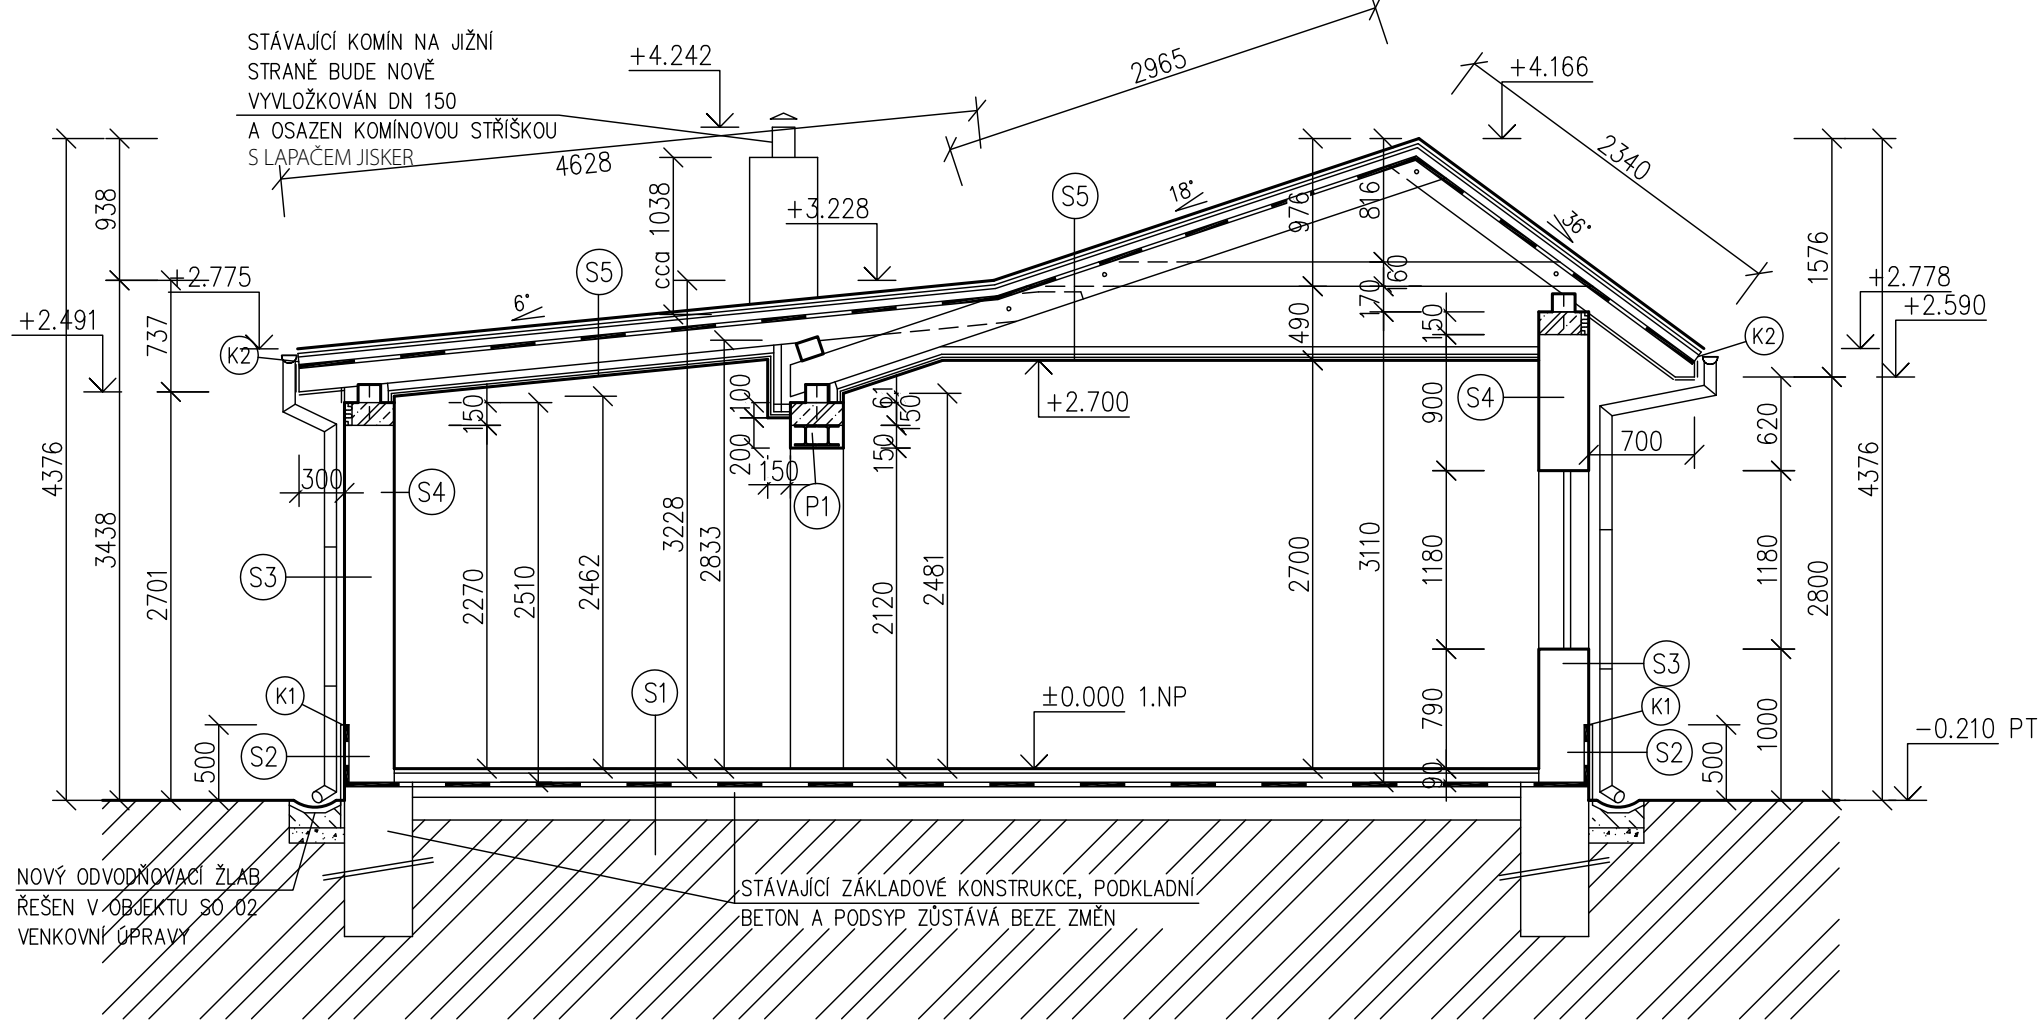 STÁVAJÍCÍ KOMÍN NA JIŽNÍ
STRANĚ BUDE NOVĚ
VYVLOŽKOVÁN DN 150
A OSAZEN KOMÍNOVOU STŘÍŠKOU
S LAPAČEM JISKER
+4.242
2965
+4.166
4628
2340
938
cca 1038
+3.228
S5
18°
976
816
36°
1576
+2.775
S5
6°
+2.778
+2.491
737
K2
490
170
160
150
K2
+2.590
150
100
61
50
+2.700
S4
900
620
200
150
150
700
4376
3438
300
S4
P1
3228
2833
4376
2701
S3
2270
2510
2462
2120
2481
2700
3110
1180
1180
2800
K1
S1
±0.000 1.NP
790
S3
K1
1000
500
S2
90
S2
500
-0.210 PT
NOVÝ ODVODŇOVACÍ ŽLAB
ŘEŠEN V OBJEKTU SO 02
VENKOVNÍ ÚPRAVY
STÁVAJÍCÍ ZÁKLADOVÉ KONSTRUKCE, PODKLADNÍ
BETON A PODSYP ZŮSTÁVÁ BEZE ZMĚN